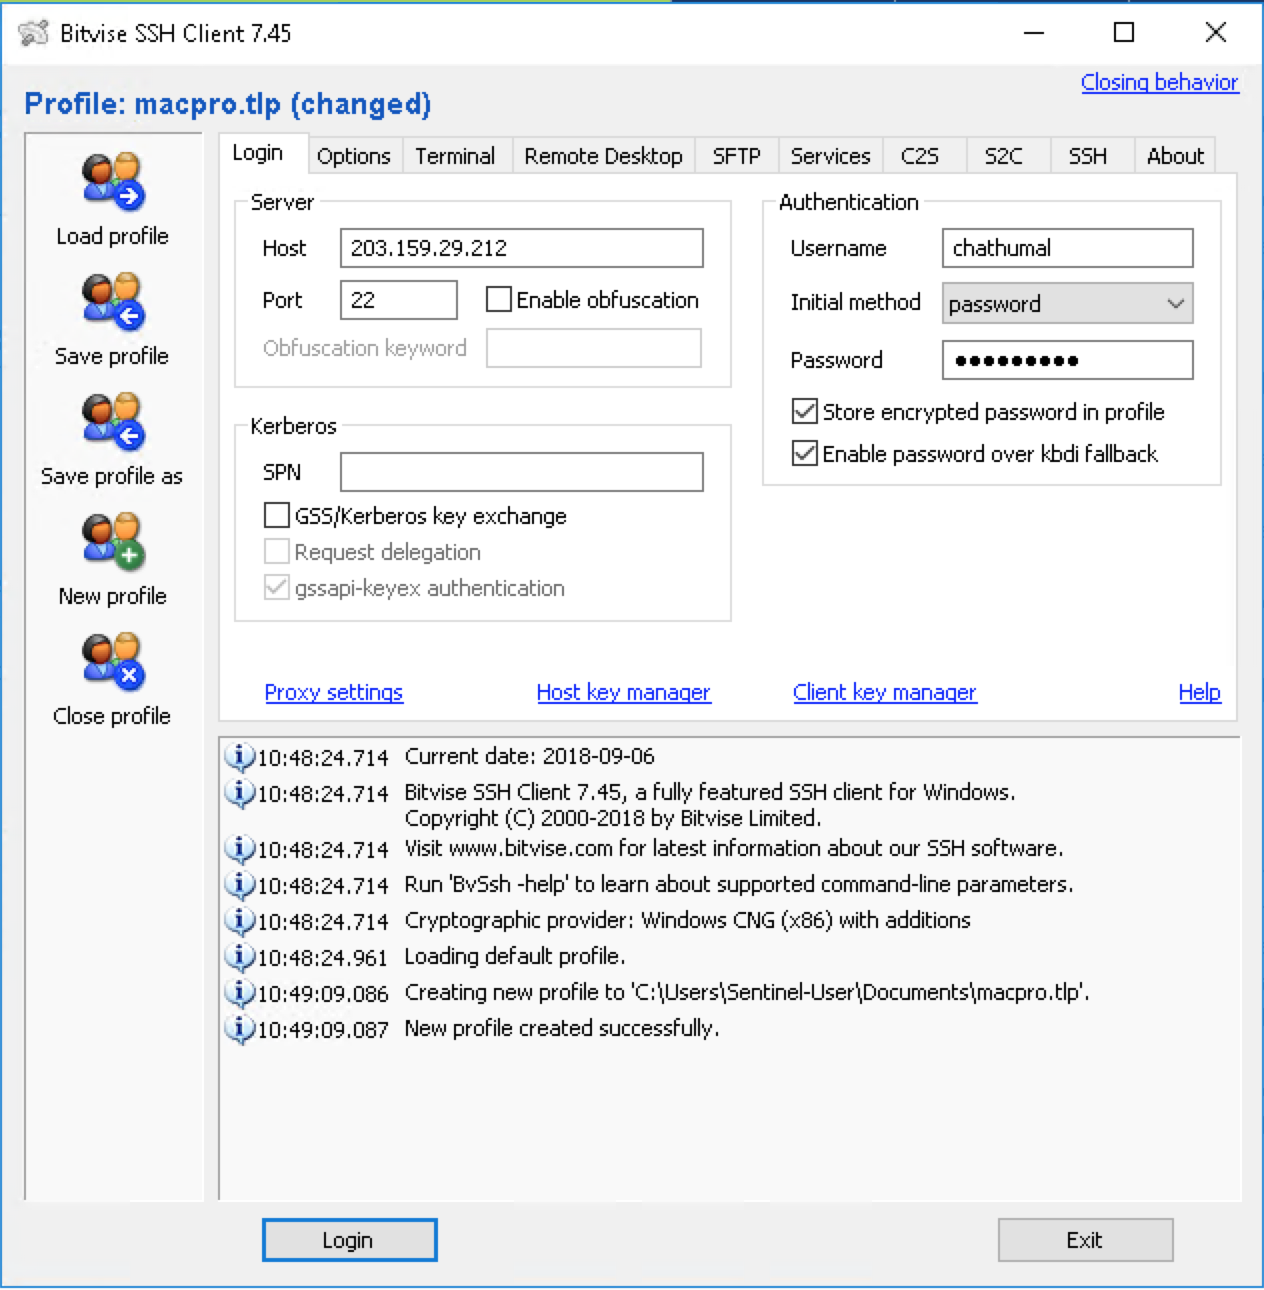 Bitvise SSH Client 7.45
Closing behavior
Profile: macpro.tlp (changed)
Load profile
Save profile
Save profile as
New profile
Close profile
Login Options Terminal Remote Desktop SFTP Services C2S S2C SSH About
Server
Host 203.159.29.212
Port 22 Enable obfuscation
Obfuscation keyword
Kerberos
SPN
GSS/Kerberos key exchange
Request delegation
gssapi-keyex authentication
Authentication
Username chathumal
Initial method password
Password ●●●●●●●●●
Store encrypted password in profile
Enable password over kbdi fallback
Proxy settings Host key manager Client key manager Help
10:48:24.714 Current date: 2018-09-06
10:48:24.714 Bitvise SSH Client 7.45, a fully featured SSH client for Windows.
Copyright (C) 2000-2018 by Bitvise Limited.
10:48:24.714 Visit www.bitvise.com for latest information about our SSH software.
10:48:24.714 Run 'BvSsh -help' to learn about supported command-line parameters.
10:48:24.714 Cryptographic provider: Windows CNG (x86) with additions
10:48:24.961 Loading default profile.
10:49:09.086 Creating new profile to 'C:\Users\Sentinel-User\Documents\macpro.tlp'.
10:49:09.087 New profile created successfully.
Login Exit